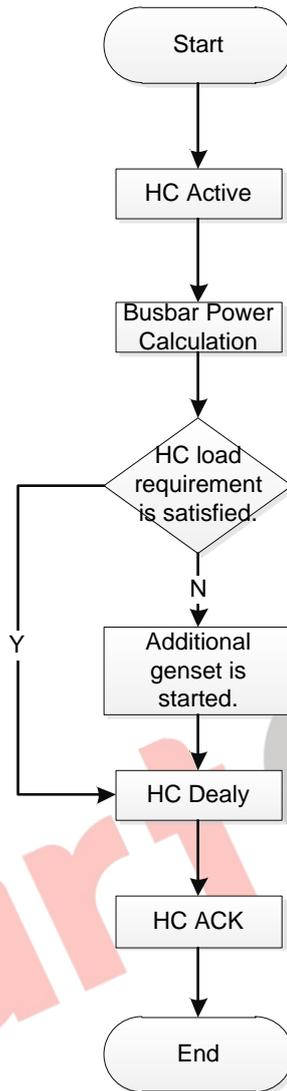 Start
HC Active
Busbar Power
Calculation
HC load
requirement
is satisfied.
N
Y
Additional
genset is
started.
HC Dealy
HC ACK
End